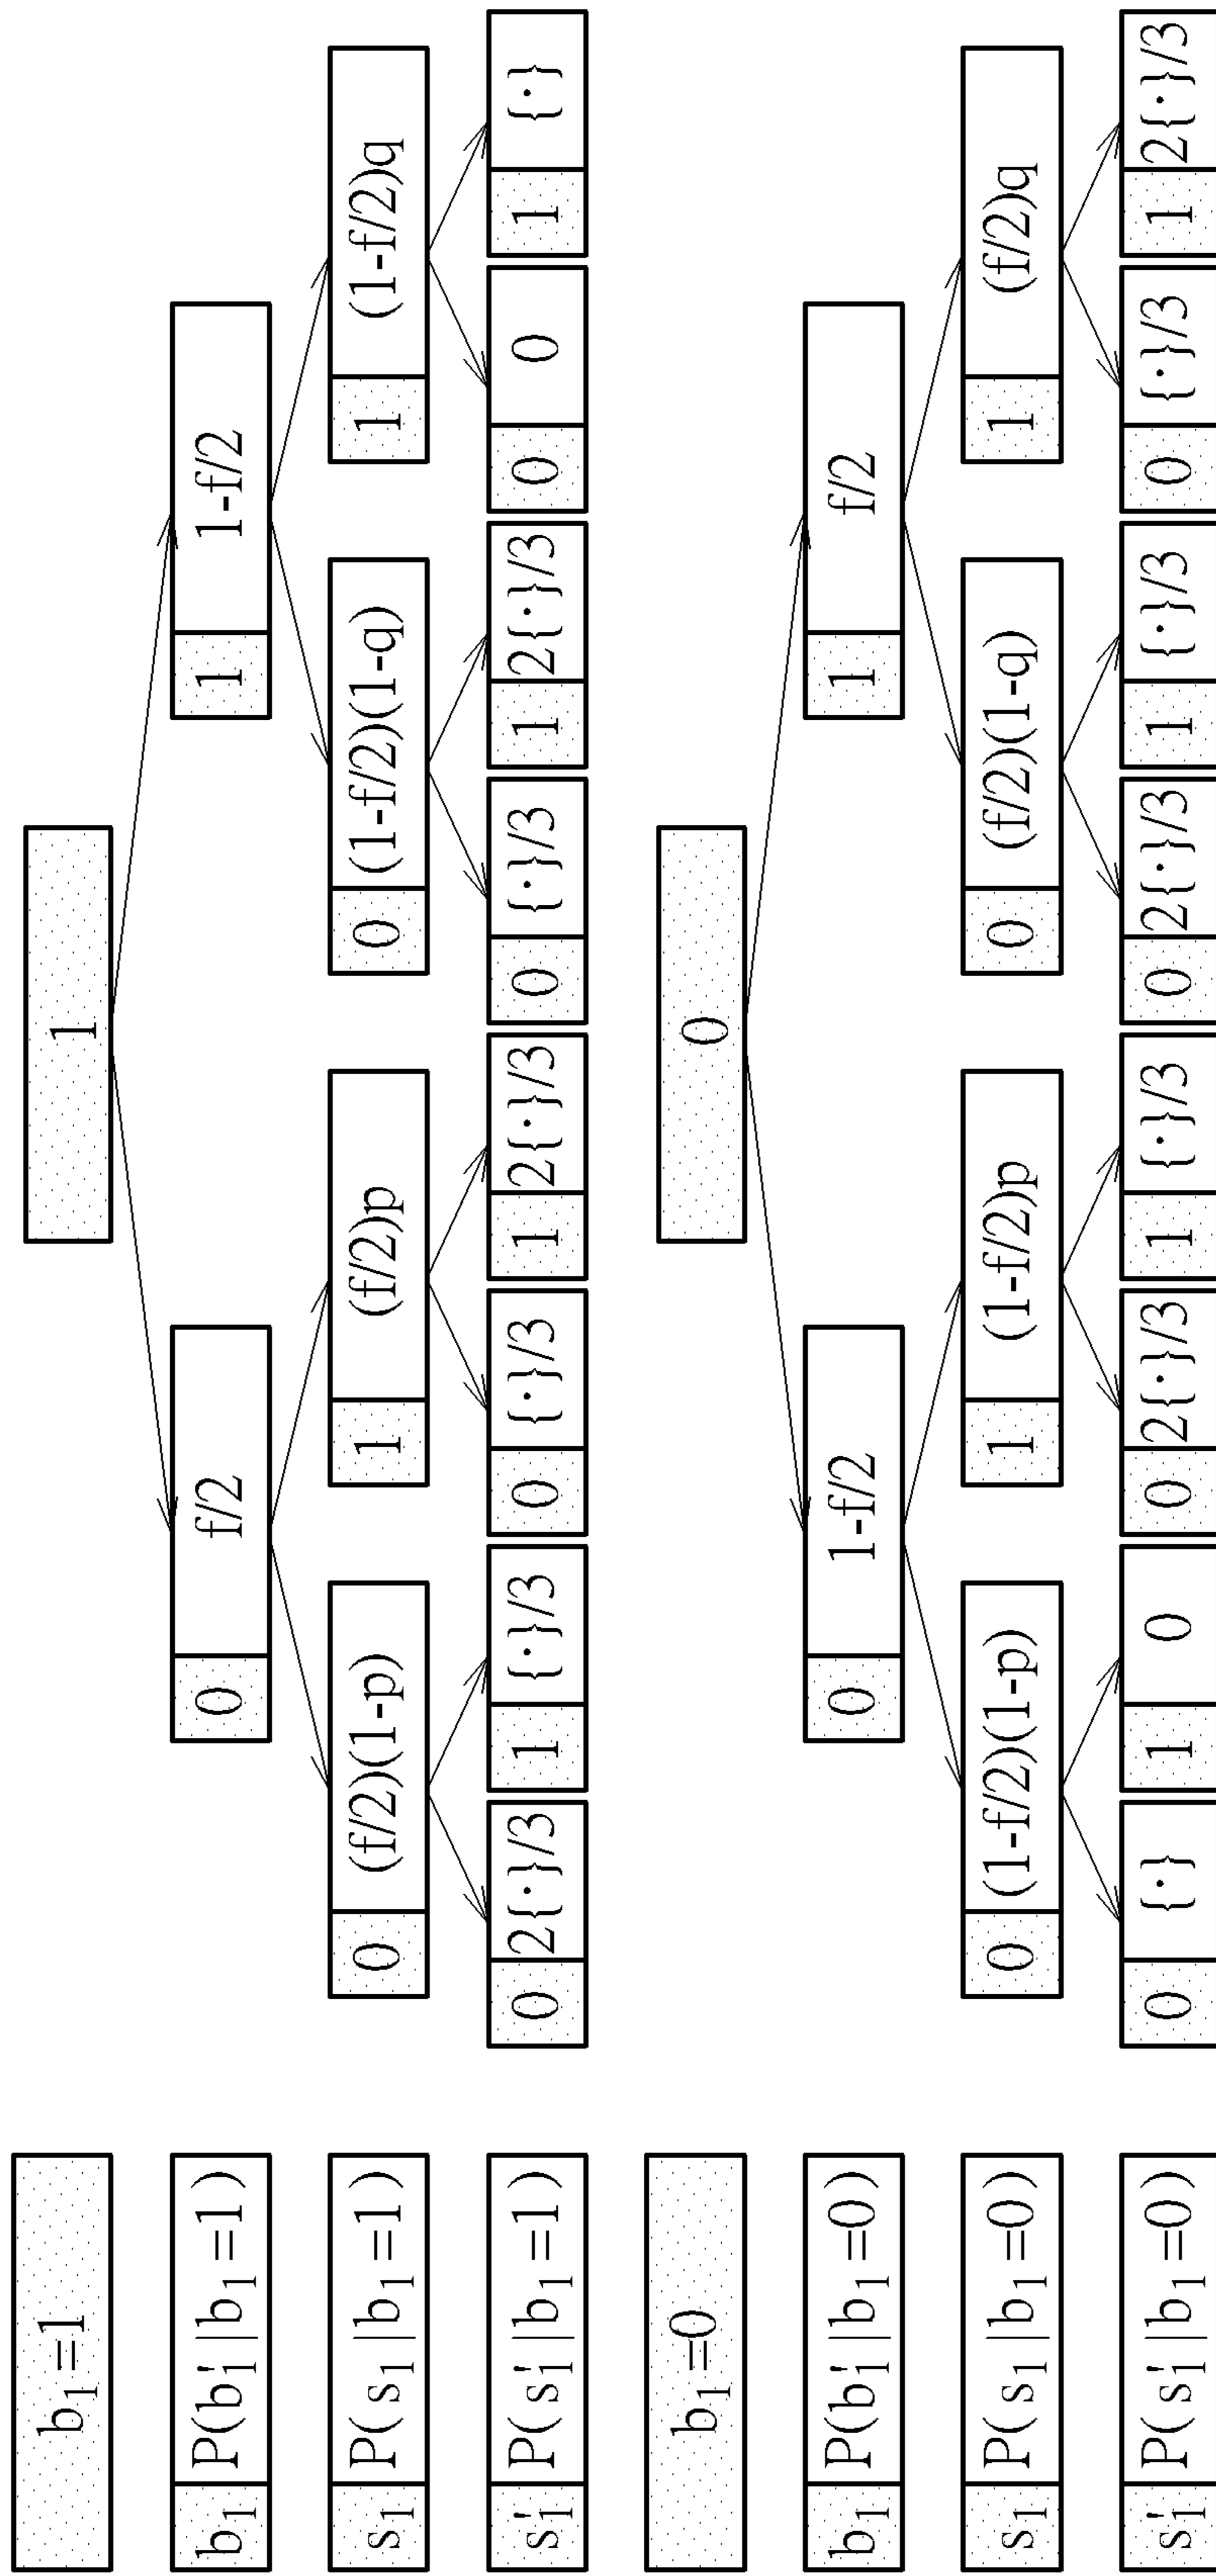 b1=1
1
b1 P(b'1|b1=1)
0 f/2 1 1-f/2
s1 P(s1|b1=1)
0 (f/2)(1-p) 1 (f/2)p 0 (1-f/2)(1-q) 1 (1-f/2)q
s'1 P(s'1|b1=1)
0 2{·}/3 1 {·}/3 0 {·}/3 1 2{·}/3 0 {·}/3 1 2{·}/3 0 0 1 {·}
b1=0
0
b1 P(b'1|b1=0)
0 1-f/2 1 f/2
s1 P(s1|b1=0)
0 (1-f/2)(1-p) 1 (1-f/2)p 0 (f/2)(1-q) 1 (f/2)q
s'1 P(s'1|b1=0)
0 {·} 1 0 0 2{·}/3 1 {·}/3 0 2{·}/3 1 {·}/3 0 {·}/3 1 2{·}/3